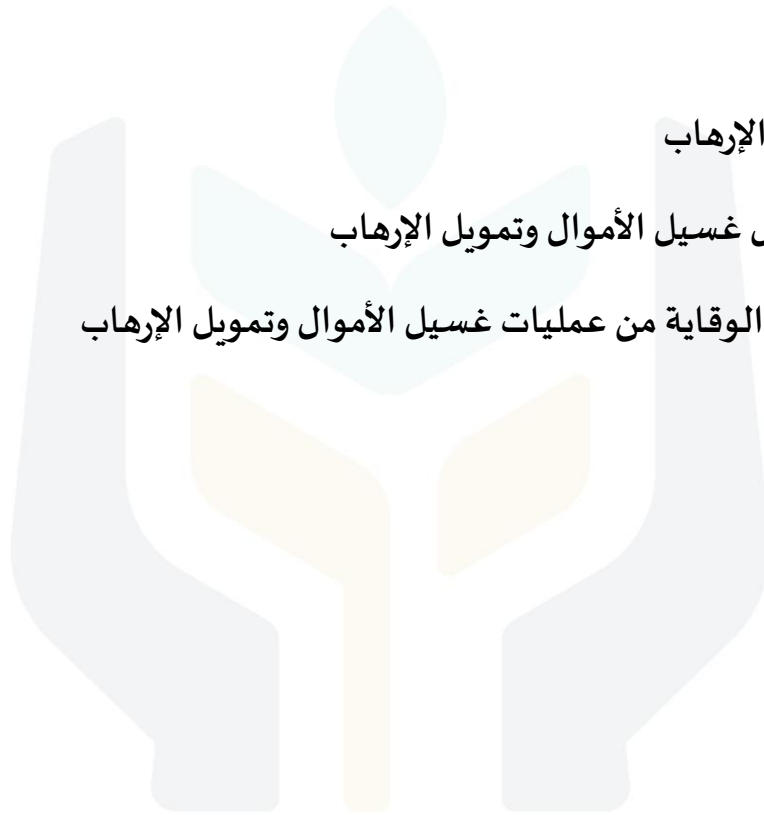 الإرهاب
غسيل الأموال وتمويل الإرهاب
الوقاية من عمليات غسيل الأموال وتمويل الإرهاب